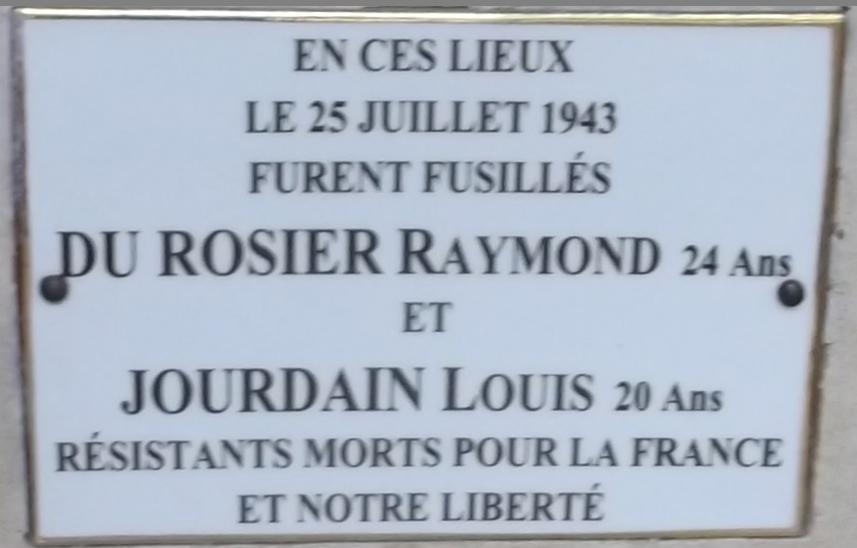 EN CES LIEUX
LE 25 JUILLET 1943
FURENT FUSILLÉS
DU ROSIER RAYMOND 24 Ans
ET
JOURDAIN LOUIS 20 Ans
RÉSISTANTS MORTS POUR LA FRANCE
ET NOTRE LIBERTÉ